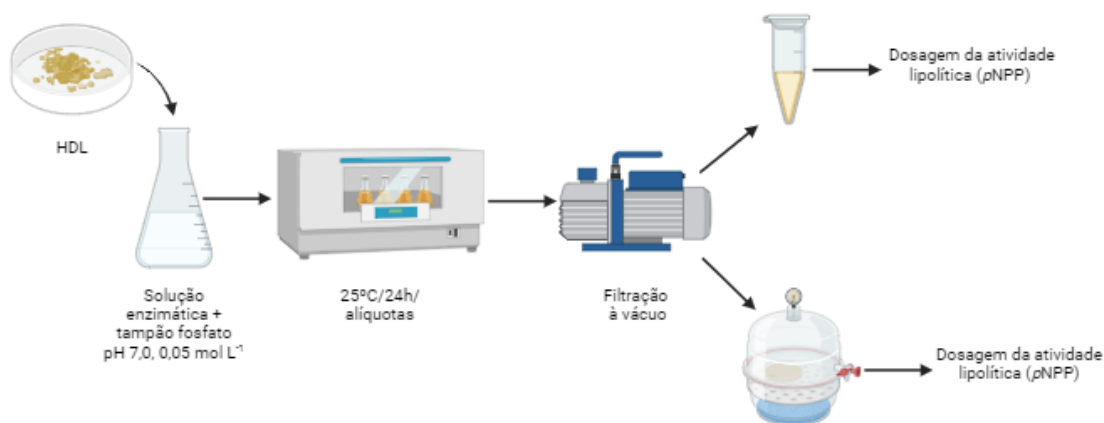 HDL
Solução
enzimática +
tampão fosfato
pH 7,0, 0,05 mol L⁻¹
25ºC/24h/
alíquotas
Filtração
à vácuo
Dosagem da atividade
lipolítica (pNPP)
Dosagem da atividade
lipolítica (pNPP)